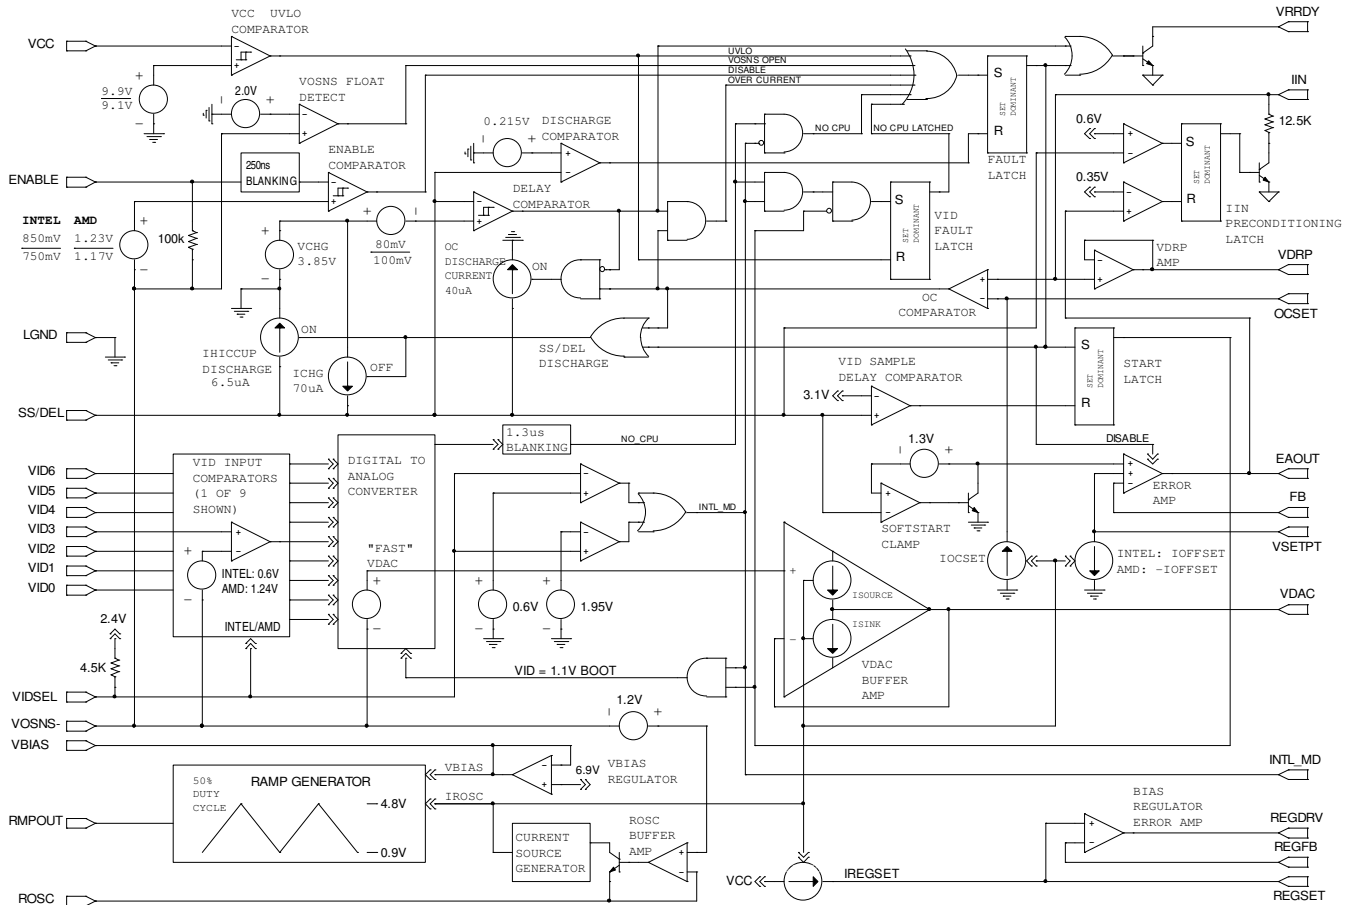 VCC UVLO
COMPARATOR
VRRDY
VCC
UVLO
VOSNS OPEN
DISABLE
OVER CURRENT
9.9V
9.1V
2.0V
VOSNS FLOAT
DETECT
S
SET
DOMINANT
R
FAULT
LATCH
IIN
12.5K
0.6V
0.35V
S
SET
DOMINANT
R
IIN
PRECONDITIONING
LATCH
0.215V
DISCHARGE
COMPARATOR
NO CPU
NO CPU LATCHED
ENABLE
COMPARATOR
250ns
BLANKING
ENABLE
DELAY
COMPARATOR
S
SET
DOMINANT
R
VID
FAULT
LATCH
INTEL AMD
850mV 1.23V
750mV 1.17V
100k
VCHG
3.85V
80mV
100mV
OC
DISCHARGE
CURRENT
40uA
ON
OC
COMPARATOR
VDRP
AMP
VDRP
OCSET
LGND
ON
IHICCUP
DISCHARGE
6.5uA
ICHG
70uA
OFF
SS/DEL
DISCHARGE
VID SAMPLE
DELAY COMPARATOR
3.1V
S
SET
DOMINANT
R
START
LATCH
SS/DEL
1.3us
BLANKING
NO_CPU
1.3V
DISABLE
EAOUT
ERROR
AMP
FB
VSETPT
SOFTSTART
CLAMP
VID6
VID5
VID4
VID3
VID2
VID1
VID0
VID INPUT
COMPARATORS
(1 OF 9
SHOWN)
INTEL: 0.6V
AMD: 1.24V
INTEL/AMD
DIGITAL TO
ANALOG
CONVERTER
"FAST"
VDAC
INTL_MD
0.6V
1.95V
IOCSET
INTEL: IOFFSET
AMD: -IOFFSET
ISOURCE
ISINK
VDAC
VDAC
BUFFER
AMP
2.4V
4.5K
VID = 1.1V BOOT
VIDSEL
VOSNS-
1.2V
VBIAS
VBIAS
6.9V
VBIAS
REGULATOR
INTL_MD
50%
DUTY
CYCLE
RAMP GENERATOR
4.8V
0.9V
IROSC
RMPOUT
CURRENT
SOURCE
GENERATOR
ROSC
BUFFER
AMP
BIAS
REGULATOR
ERROR AMP
REGDRV
REGFB
VCC
IREGSET
REGSET
ROSC